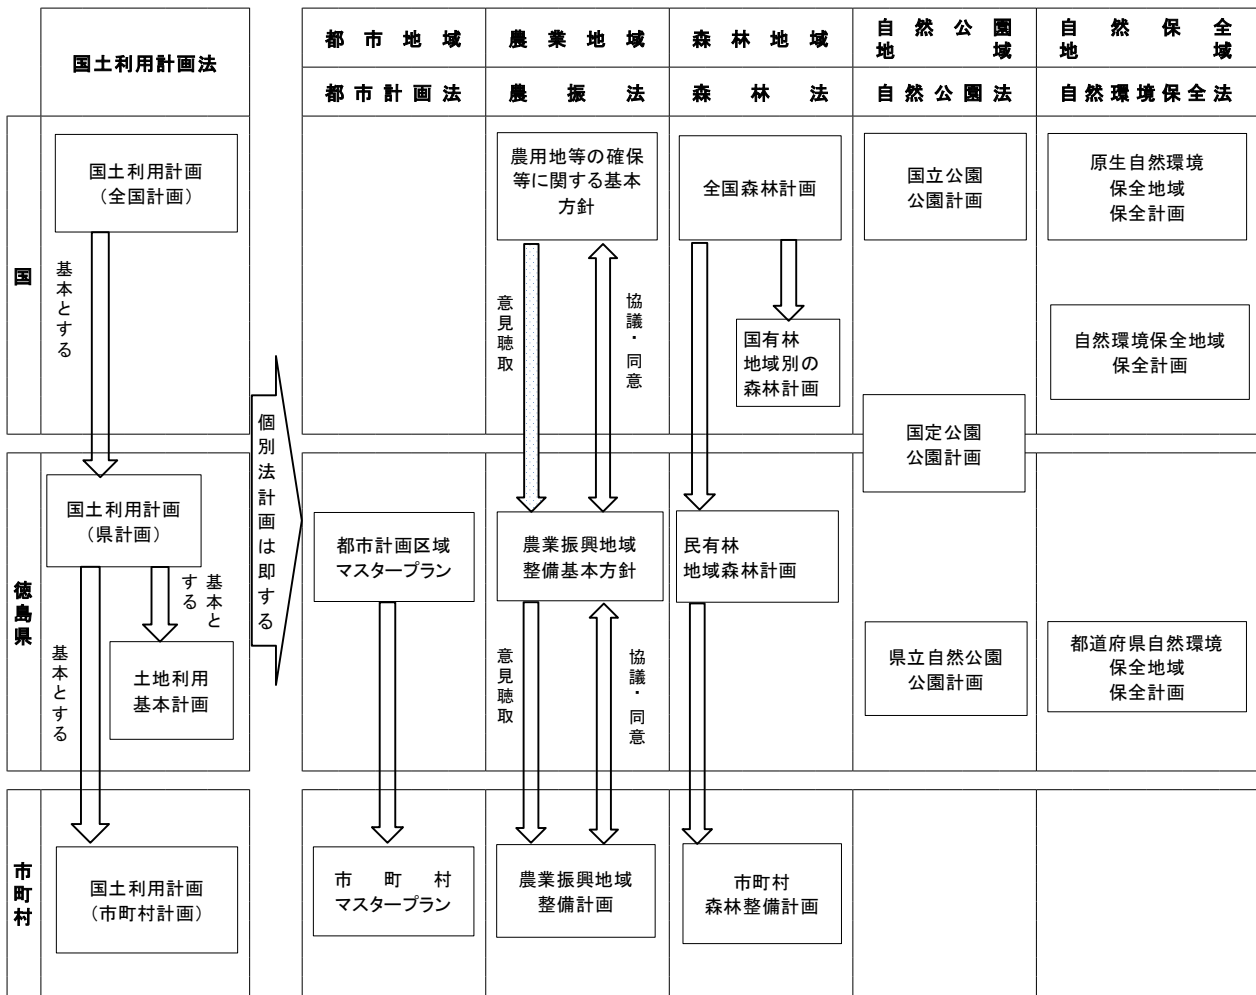 国土利用計画法
都市地域
農業地域
森林地域
自然公園
地域
自然保全
地域
都市計画法
農振法
森林法
自然公園法
自然環境保全法
国
国土利用計画
（全国計画）
基本とする
農用地等の確保
等に関する基本
方針
意見聴取
協議・同意
全国森林計画
国有林
地域別の
森林計画
国立公園
公園計画
国定公園
公園計画
原生自然環境
保全地域
保全計画
自然環境保全地域
保全計画
個別法計画は即する
徳島県
国土利用計画
（県計画）
基本と
する
基本とする
土地利用
基本計画
都市計画区域
マスタープラン
農業振興地域
整備基本方針
意見聴取
協議・同意
民有林
地域森林計画
県立自然公園
公園計画
都道府県自然環境
保全地域
保全計画
市町村
国土利用計画
（市町村計画）
市町村
マスタープラン
農業振興地域
整備計画
市町村
森林整備計画